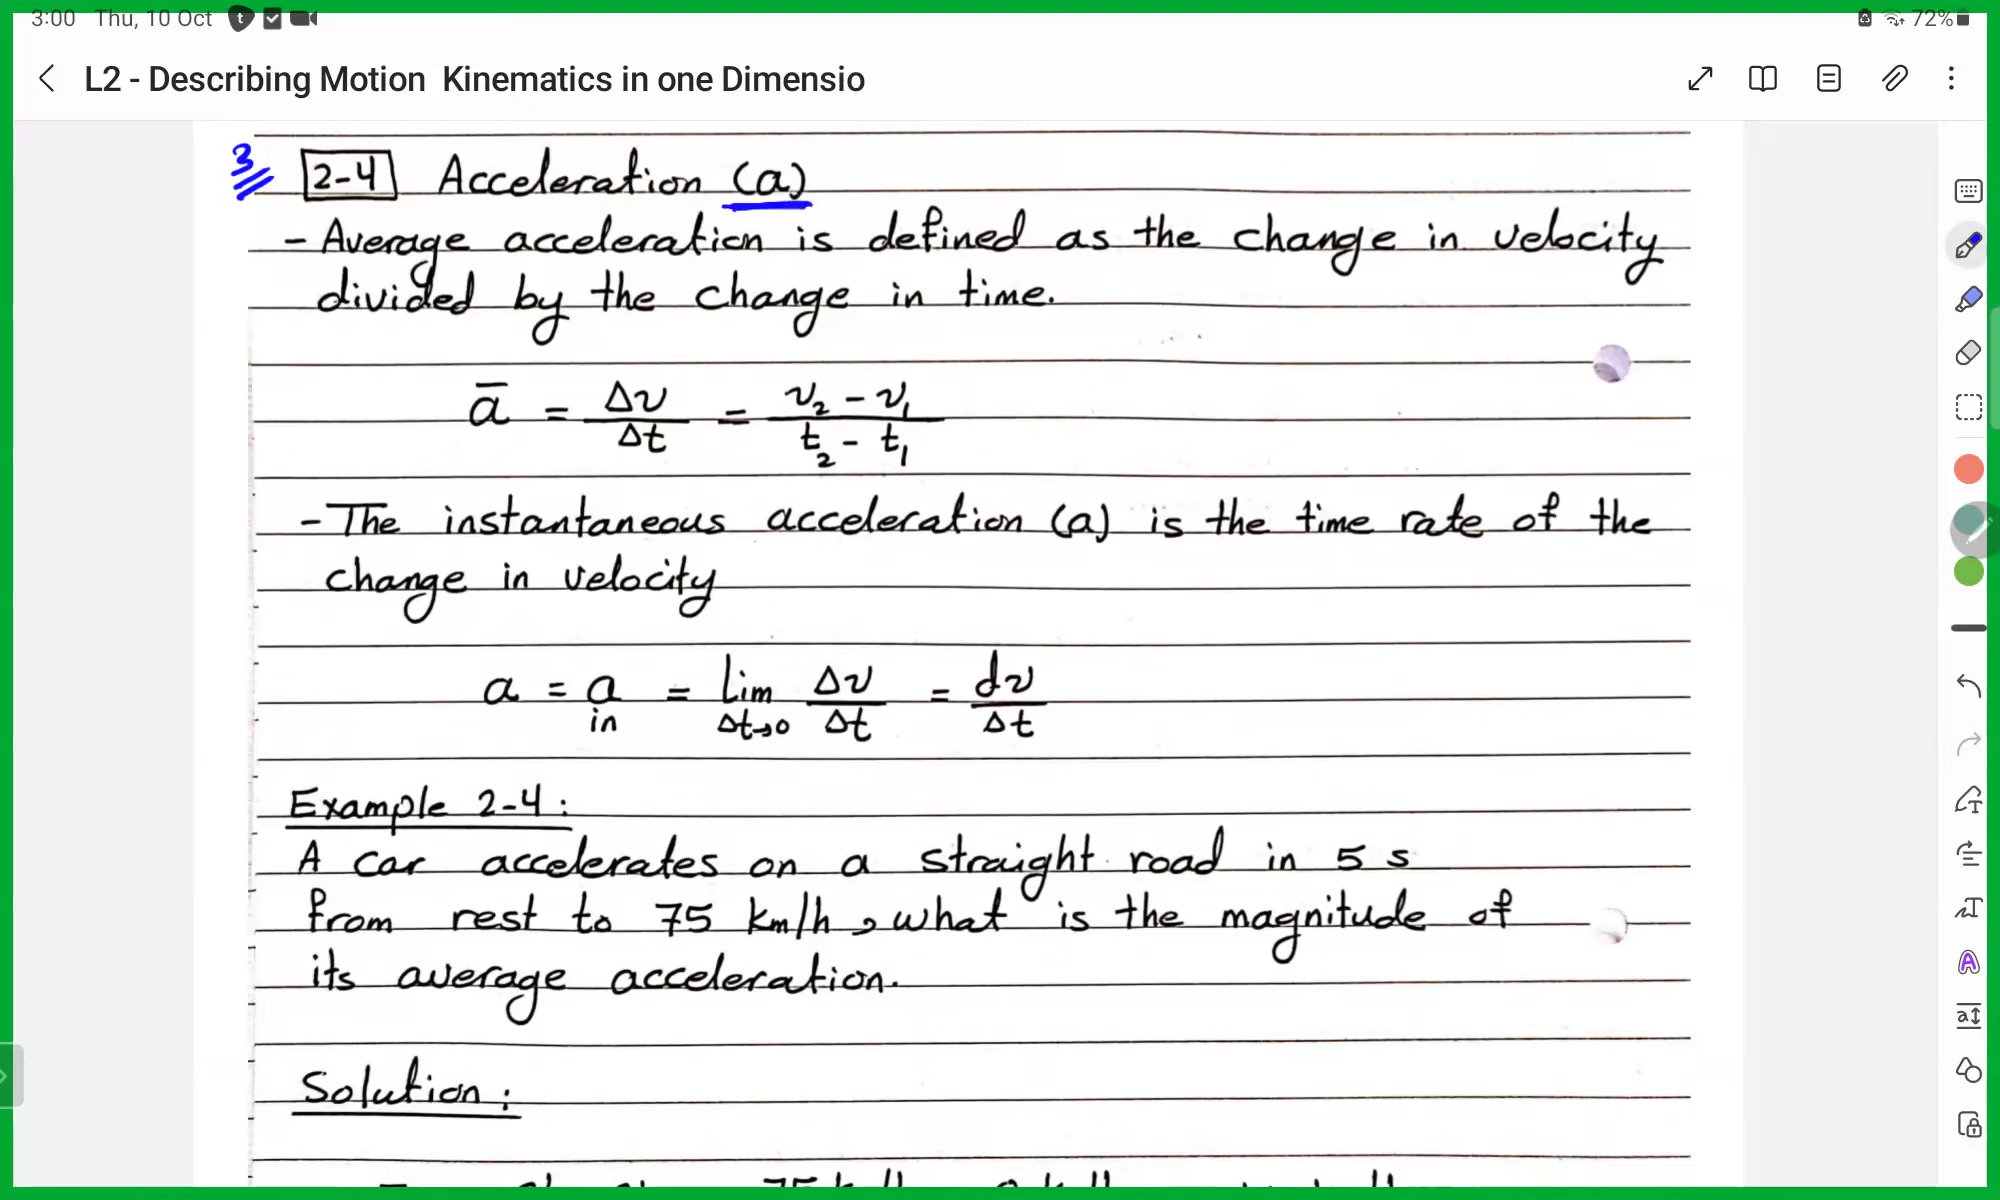 3:00 Thu, 10 Oct t 72%
L2 - Describing Motion Kinematics in one Dimensio
3 2-4 Acceleration (a)
- Average acceleration is defined as the change in velocity
divided by the change in time.
ā = Δv/Δt = (v₂ - v₁)/(t₂ - t₁)
- The instantaneous acceleration (a) is the time rate of the
change in velocity
a = a in = lim Δt→0 Δv/Δt = dv/Δt
Example 2-4:
A car accelerates on a straight road in 5 s
from rest to 75 km/h, what is the magnitude of
its average acceleration.
Solution: